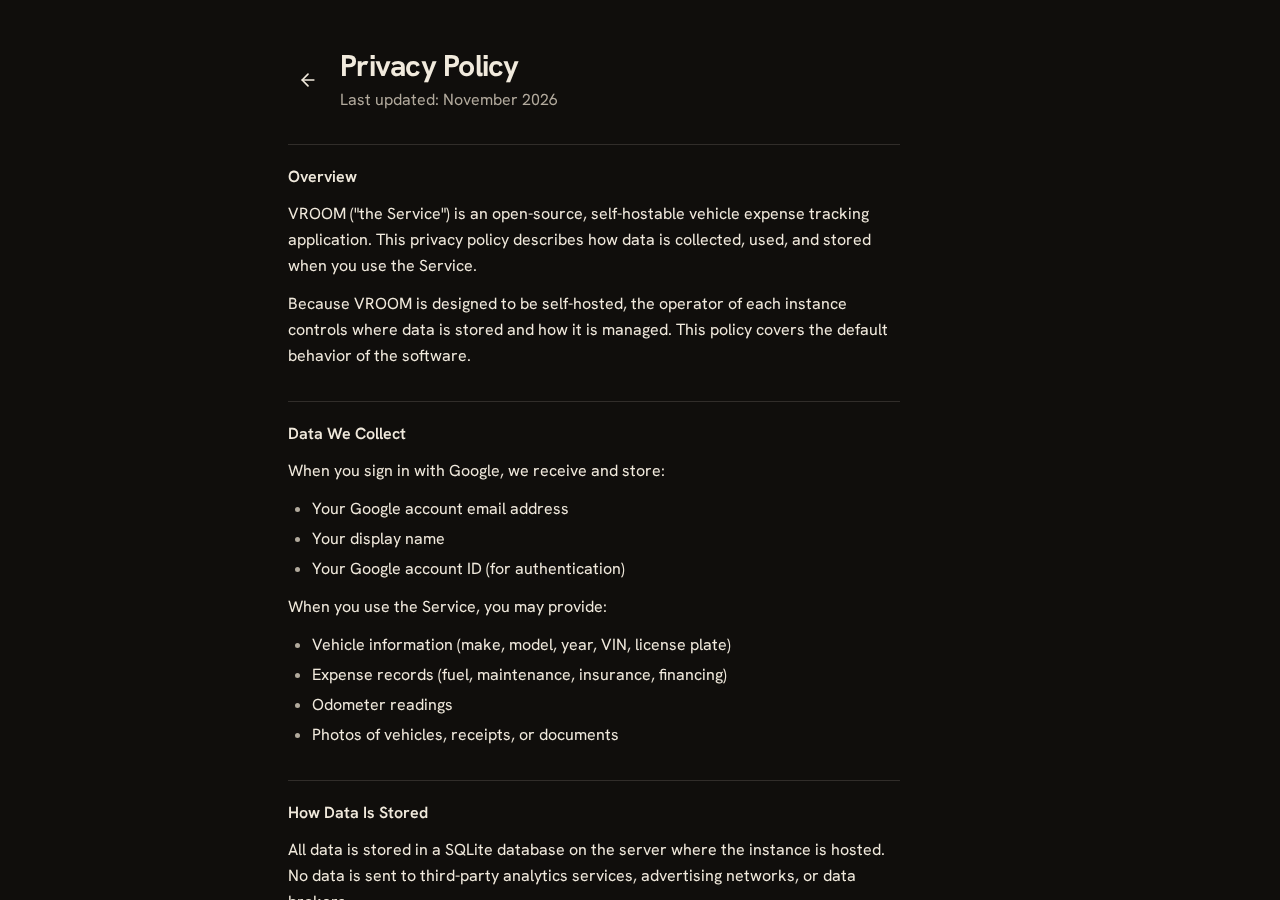 Privacy Policy
Last updated: November 2026
Overview
VROOM ("the Service") is an open-source, self-hostable vehicle expense tracking
application. This privacy policy describes how data is collected, used, and stored
when you use the Service.
Because VROOM is designed to be self-hosted, the operator of each instance
controls where data is stored and how it is managed. This policy covers the default
behavior of the software.
Data We Collect
When you sign in with Google, we receive and store:
Your Google account email address
Your display name
Your Google account ID (for authentication)
When you use the Service, you may provide:
Vehicle information (make, model, year, VIN, license plate)
Expense records (fuel, maintenance, insurance, financing)
Odometer readings
Photos of vehicles, receipts, or documents
How Data Is Stored
All data is stored in a SQLite database on the server where the instance is hosted.
No data is sent to third-party analytics services, advertising networks, or data